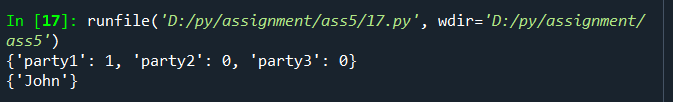 In [17]: runfile('D:/py/assignment/ass5/17.py', wdir='D:/py/assignment/
ass5')
{'party1': 1, 'party2': 0, 'party3': 0}
{'John'}